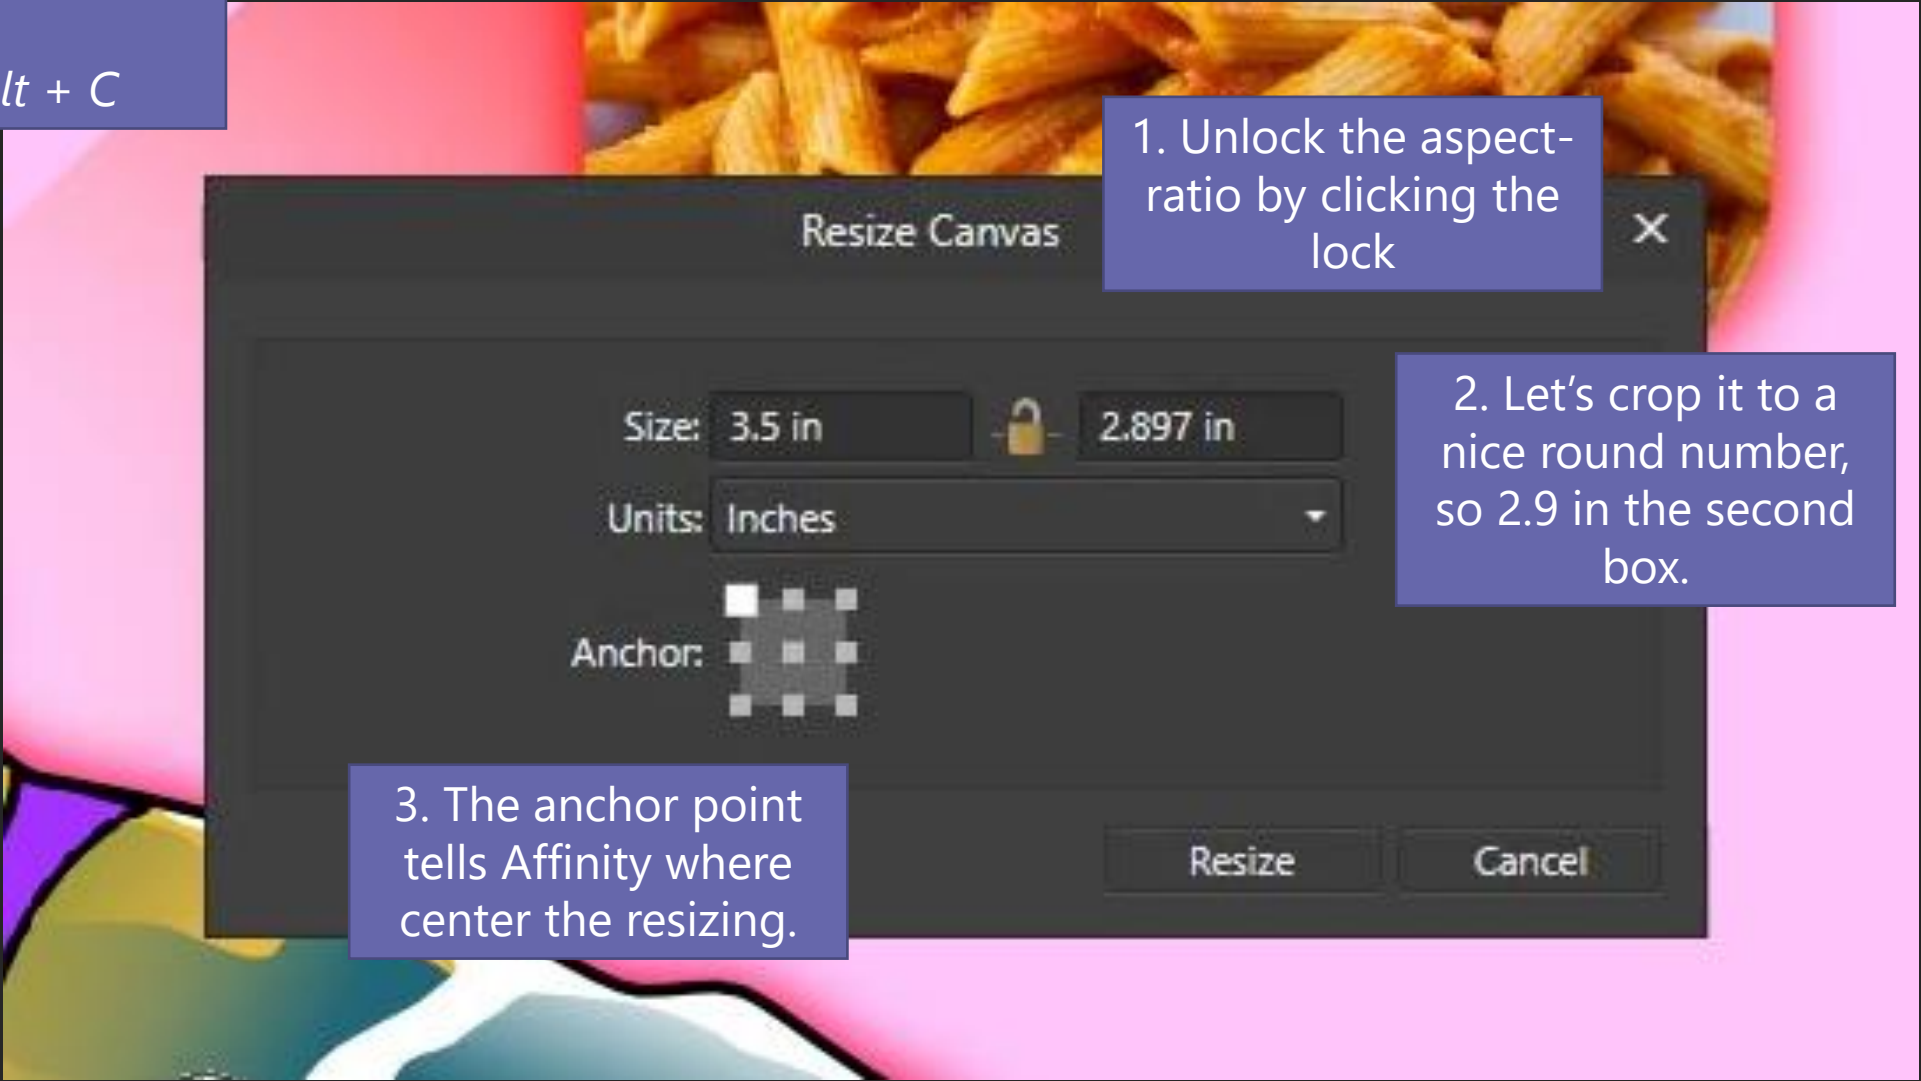 lt + C
1. Unlock the aspect-
ratio by clicking the
lock
Resize Canvas
Size: 3.5 in 2.897 in
Units: Inches
Anchor:
2. Let’s crop it to a
nice round number,
so 2.9 in the second
box.
3. The anchor point
tells Affinity where
center the resizing.
Resize Cancel